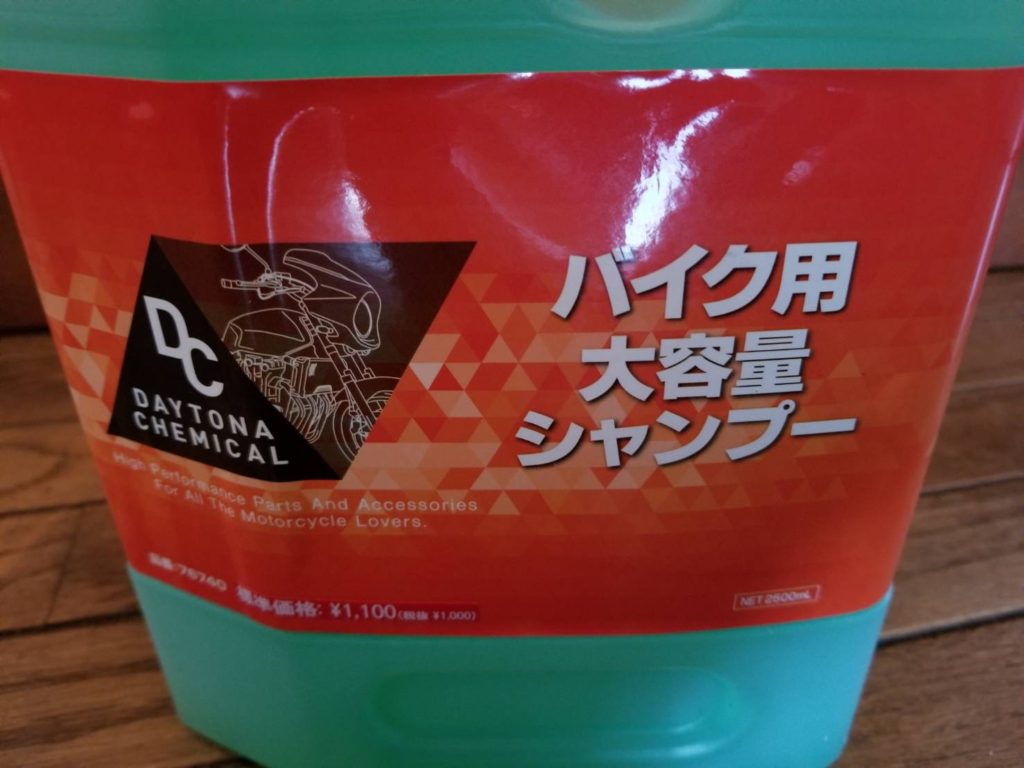 DC
DAYTONA
CHEMICAL
High Performance Parts And Accessories
For All The Motorcycle Lovers.
バイク用
大容量
シャンプー
品番:76740
標準価格: ¥1,100(税抜 ¥1,000)
NET 2500mL